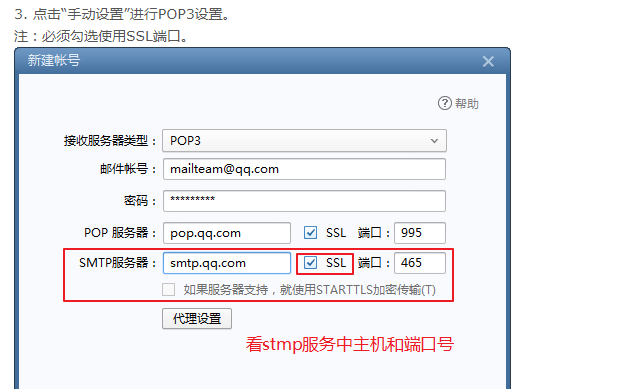 3. 点击“手动设置”进行POP3设置。
注：必须勾选使用SSL端口。
新建帐号
帮助
接收服务器类型： POP3
邮件帐号： mailteam@qq.com
密码： *********
POP 服务器： pop.qq.com SSL 端口： 995
SMTP服务器： smtp.qq.com SSL 端口： 465
如果服务器支持，就使用STARTTLS加密传输(T)
代理设置
看stmp服务中主机和端口号